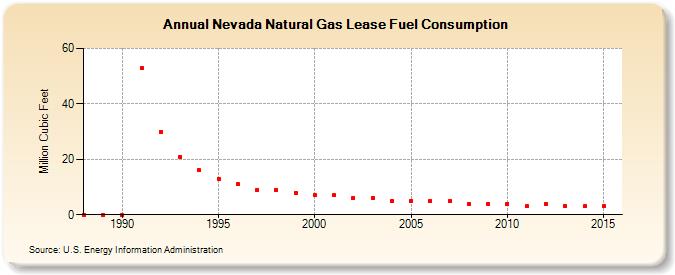 Annual Nevada Natural Gas Lease Fuel Consumption
Million Cubic Feet
60
40
20
0
1990 1995 2000 2005 2010 2015
Source: U.S. Energy Information Administration